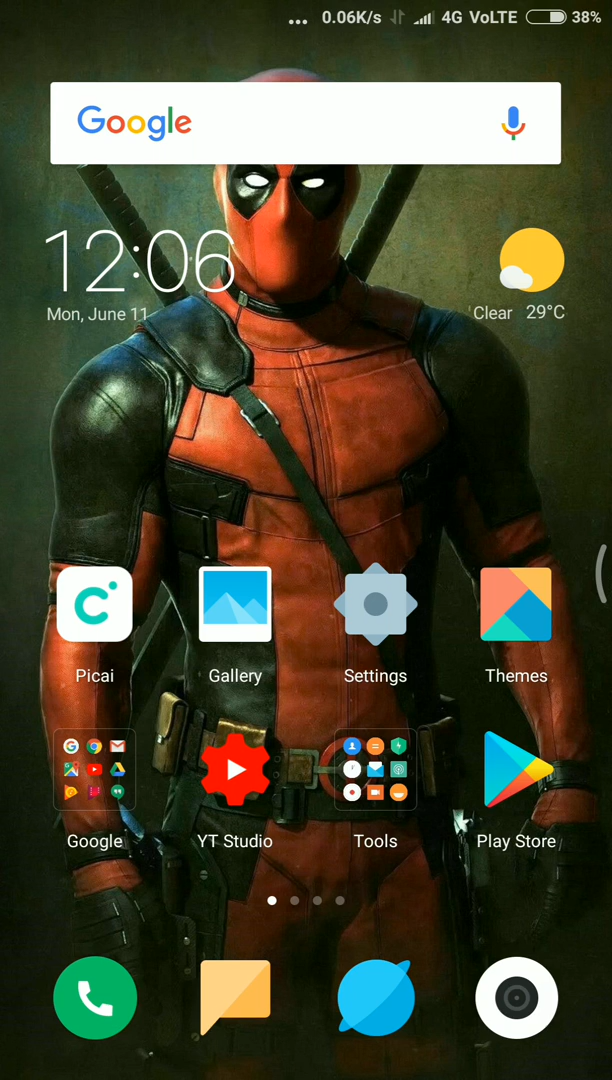 ... 0.06K/s 4G VoLTE 38%
Google
12:06
Mon, June 11
Clear 29°C
Picai Gallery Settings Themes
Google YT Studio Tools Play Store